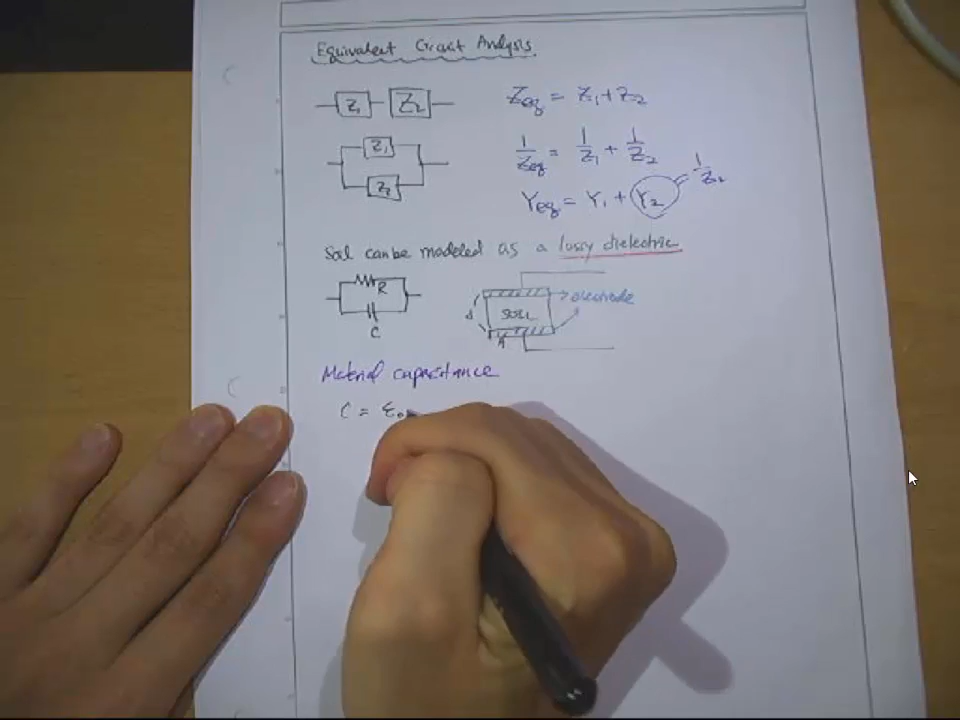 Equivalent Circuit Analysis
Z₁ Z₂
Zeq = Z₁ + Z₂
Z₁
Z₂
1/Zeq = 1/Z₁ + 1/Z₂
Yeq = Y₁ + Y₂ = 1/Z₂
Soil can be modeled as a lossy dielectric
R
C
d
SOIL
A
electrode
Material capacitance
C = ε₀